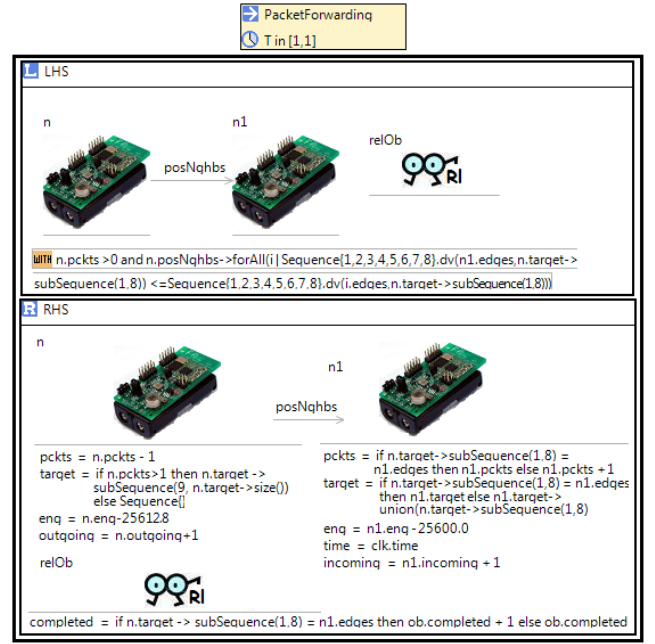 PacketForwarding
T in [1,1]
L LHS
n
n1
relOb
posNghbs
RI
WITH n.pckts >0 and n.posNghbs->forAll(i|Sequence{1,2,3,4,5,6,7,8}.dv(n1.edges,n.target->
subSequence(1,8)) <=Sequence{1,2,3,4,5,6,7,8}.dv(i.edges,n.target->subSequence(1,8)))
R RHS
n
n1
posNghbs
pckts = n.pckts - 1
target = if n.pckts>1 then n.target ->
subSequence(9, n.target->size())
else Sequence{}
enq = n.enq-25612.8
outgoing = n.outgoing+1
pckts = if n.target->subSequence(1,8) =
n1.edges then n1.pckts else n1.pckts +1
target = if n.target->subSequence(1,8) = n1.edges
then n1.target else n1.target->
union(n.target->subSequence(1,8)
enq = n1.enq -25600.0
time = clk.time
incoming = n1.incoming +1
relOb
RI
completed = if n.target -> subSequence(1,8) = n1.edges then ob.completed + 1 else ob.completed